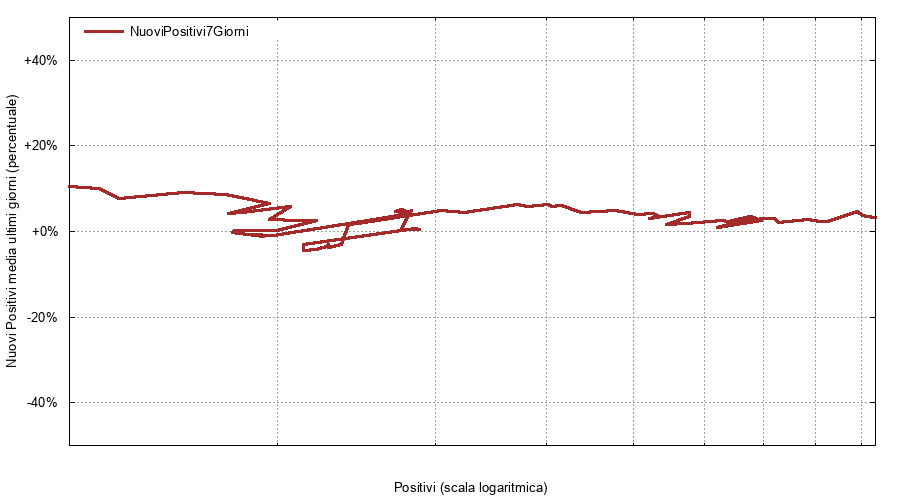 NuoviPositivi7Giorni
+40%
+20%
+0%
-20%
-40%
Nuovi Positivi media ultimi giorni (percentuale)
Positivi (scala logaritmica)